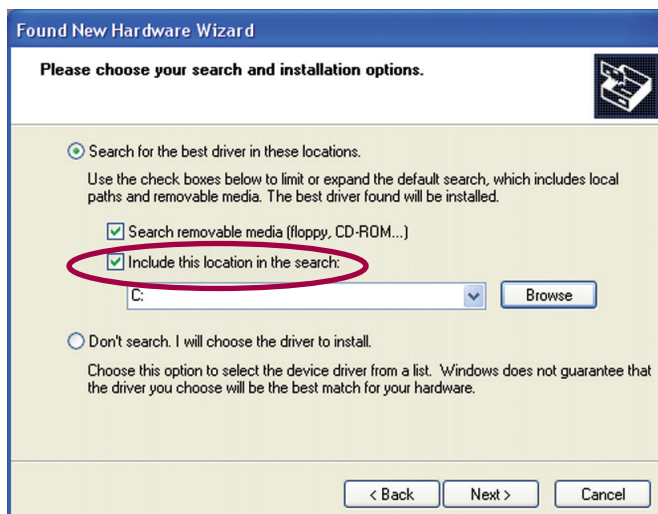 Found New Hardware Wizard
Please choose your search and installation options.
Search for the best driver in these locations.
Use the check boxes below to limit or expand the default search, which includes local
paths and removable media. The best driver found will be installed.
Search removable media (floppy, CD-ROM...)
Include this location in the search:
C:
Browse
Don't search. I will choose the driver to install.
Choose this option to select the device driver from a list. Windows does not guarantee that
the driver you choose will be the best match for your hardware.
< Back
Next >
Cancel